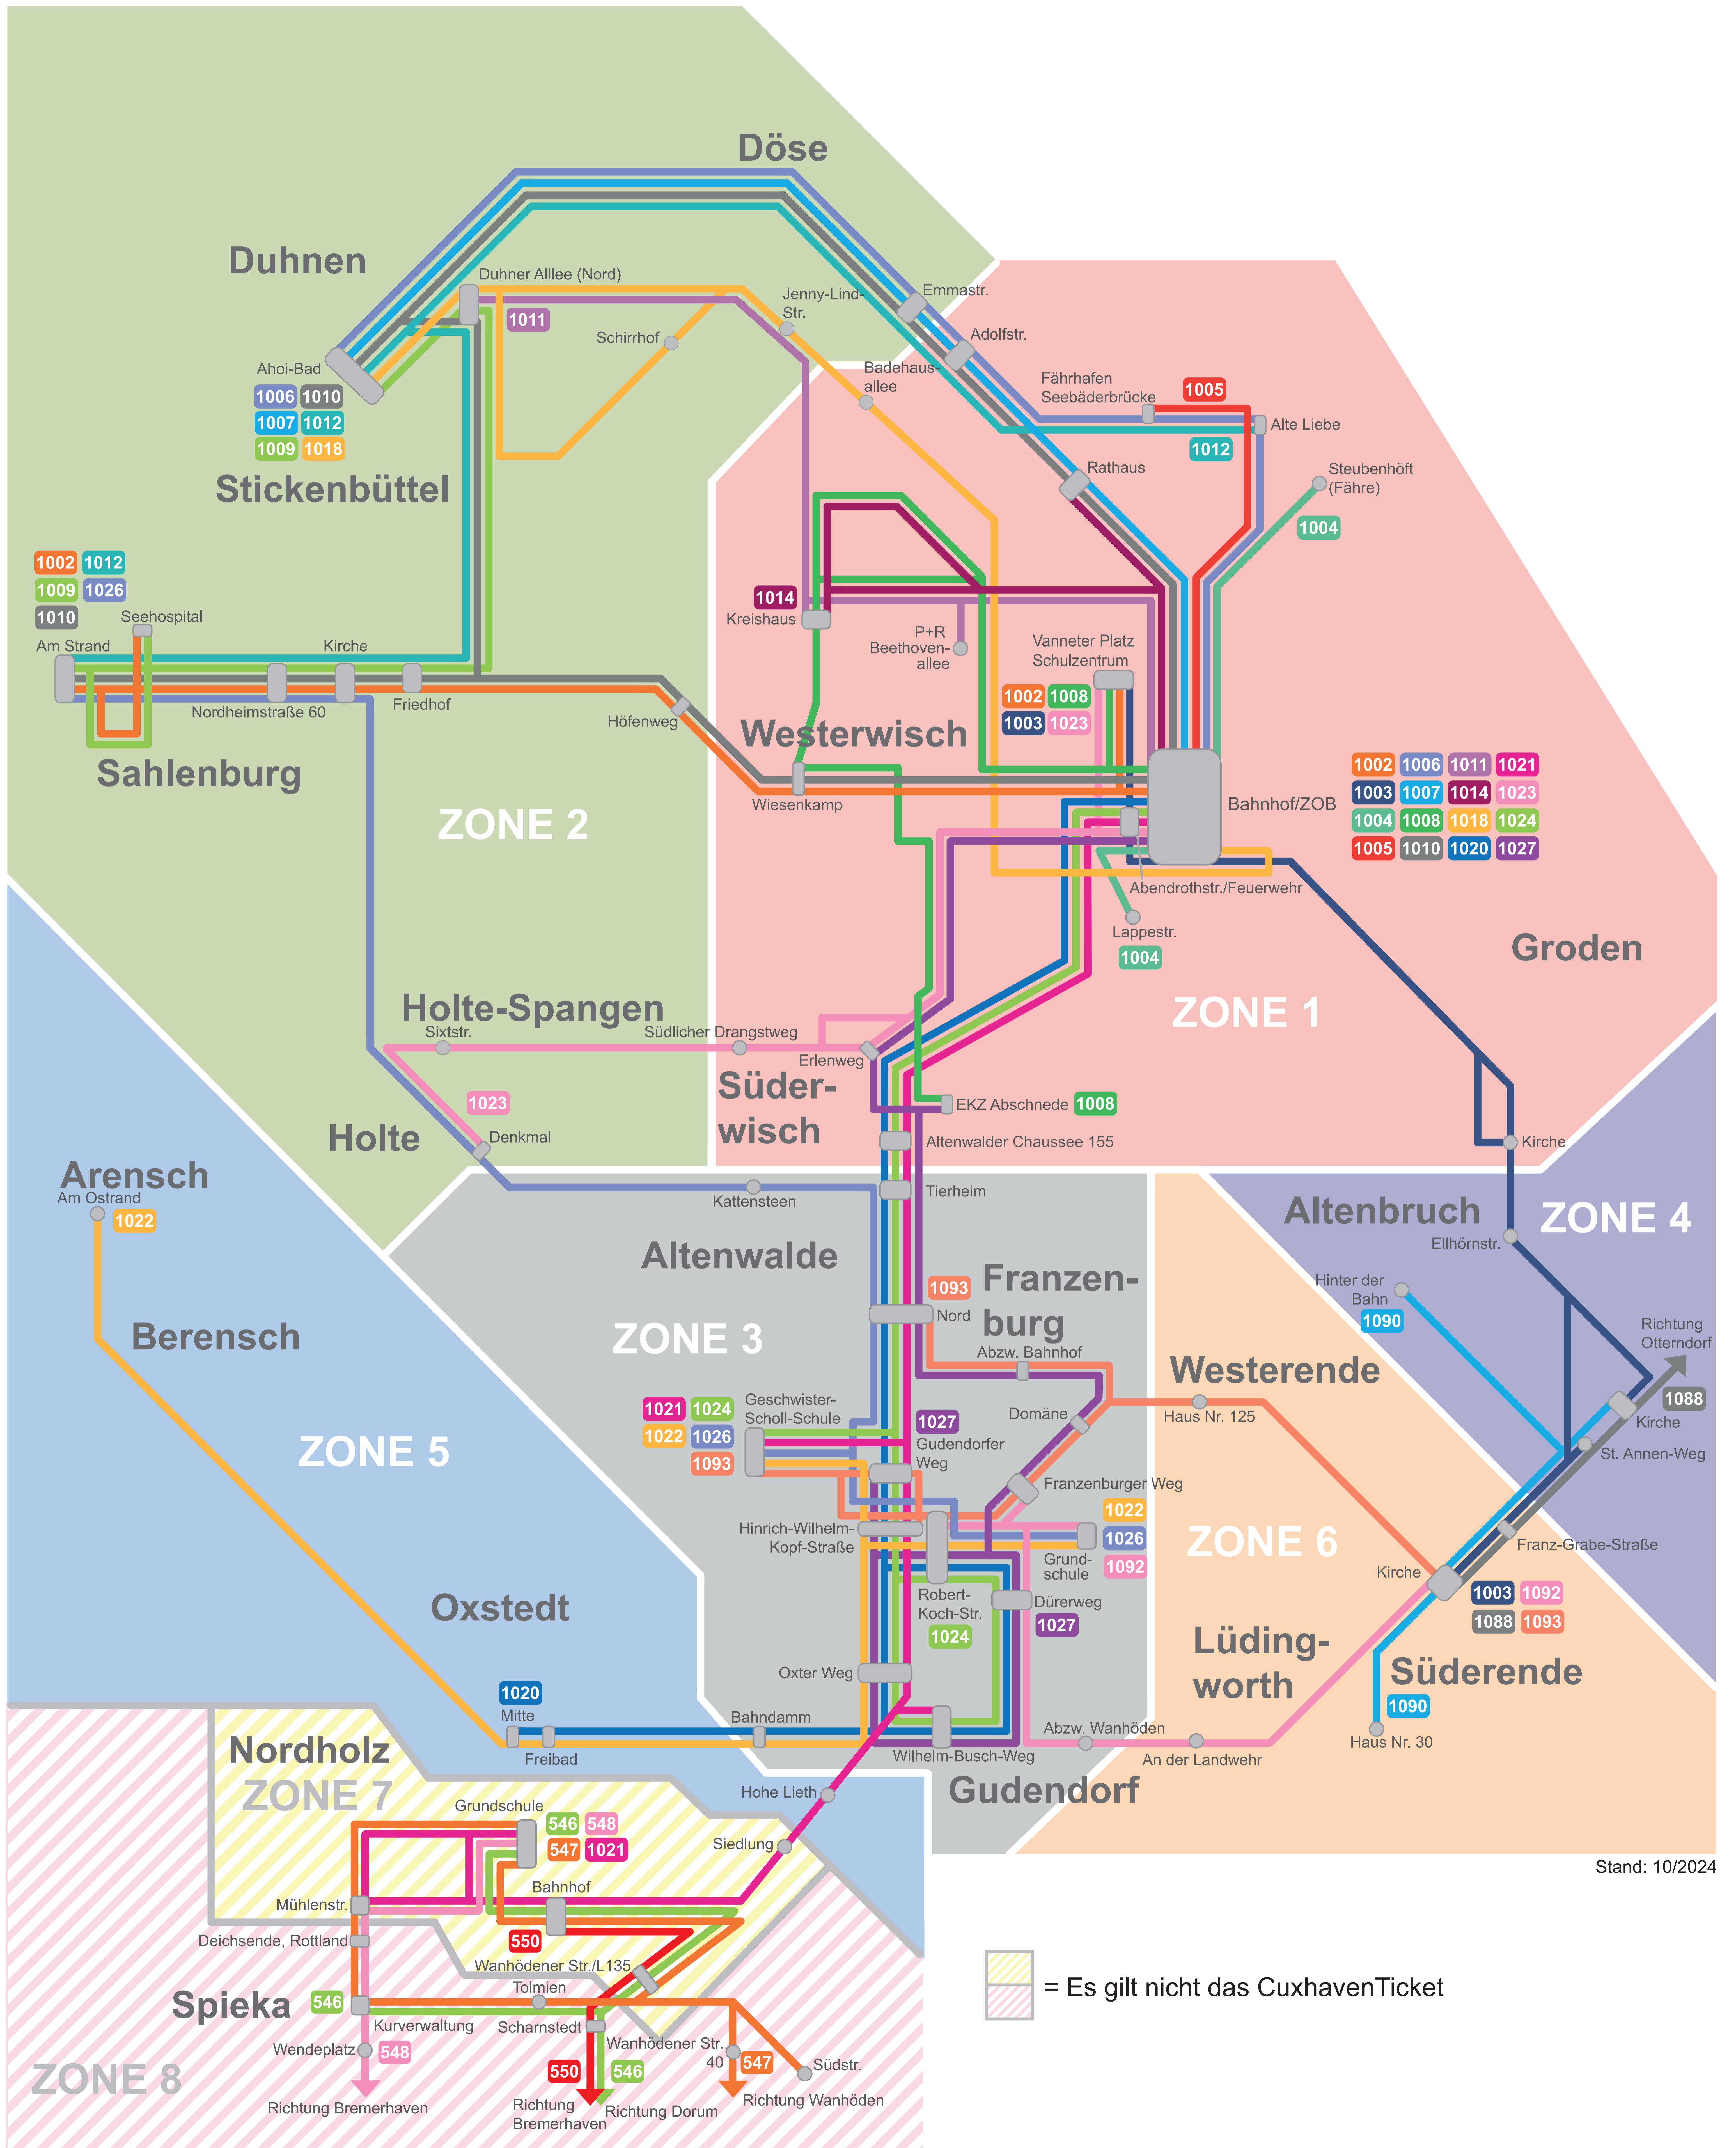 Döse
Duhnen
Duhner Alllee (Nord)
1011
Jenny-Lind-
Str.
Emmastr.
Schirrhof
Adolfstr.
Ahoi-Bad
1006 1010
1007 1012
1009 1018
Badehaus-
allee
Fährhafen
Seebäderbrücke
1005
Alte Liebe
1012
Stickenbüttel
Rathaus
Steubenhöft
(Fähre)
1004
1002 1012
1009 1026
1010
Seehospital
Am Strand
Kirche
Nordheimstraße 60
Friedhof
Höfenweg
Sahlenburg
1014
Kreishaus
P+R
Beethoven-
allee
Vanneter Platz
Schulzentrum
1002 1008
1003 1023
Westerwisch
Wiesenkamp
ZONE 2
Bahnhof/ZOB
1002 1006 1011 1021
1003 1007 1014 1023
1004 1008 1018 1024
1005 1010 1020 1027
Abendrothstr./Feuerwehr
Lappestr.
1004
Groden
ZONE 1
Holte-Spangen
Sixtstr.
Südlicher Drangstweg
Erlenweg
Süder-
wisch
1023
Holte
Denkmal
EKZ Abschnede 1008
Altenwalder Chaussee 155
Kirche
Arensch
Am Ostrand
1022
Kattensteen
Tierheim
Altenbruch
ZONE 4
Ellhörnstr.
Altenwalde
Franzen-
burg
1093
Nord
Hinter der
Bahn
1090
Berensch
ZONE 3
Abzw. Bahnhof
Richtung
Otterndorf
1088
Westerende
Haus Nr. 125
Kirche
St. Annen-Weg
1021 1024
1022 1026
1093
Geschwister-
Scholl-Schule
1027
Gudendorfer
Weg
Domäne
ZONE 5
Franzenburger Weg
Hinrich-Wilhelm-
Kopf-Straße
1022
1026
1092
Grund-
schule
ZONE 6
Franz-Grabe-Straße
Kirche
1003 1092
1088 1093
Robert-
Koch-Str.
1024
Dürerweg
1027
Oxstedt
Lüding-
worth
Süderende
1090
Haus Nr. 30
Oxter Weg
1020
Mitte
Freibad
Bahndamm
Wilhelm-Busch-Weg
Abzw. Wanhöden
An der Landwehr
Gudendorf
Nordholz
ZONE 7
Hohe Lieth
Siedlung
Grundschule
546 548
547 1021
Stand: 10/2024
Mühlenstr.
Bahnhof
550
Deichsende, Rottland
Wanhödener Str./L135
Tolmien
Spieka
546
Kurverwaltung
Scharnstedt
Wendeplatz
548
Wanhödener Str.
40
547
Südstr.
550
546
ZONE 8
Richtung Bremerhaven
Richtung
Bremerhaven
Richtung Dorum
Richtung Wanhöden
= Es gilt nicht das CuxhavenTicket